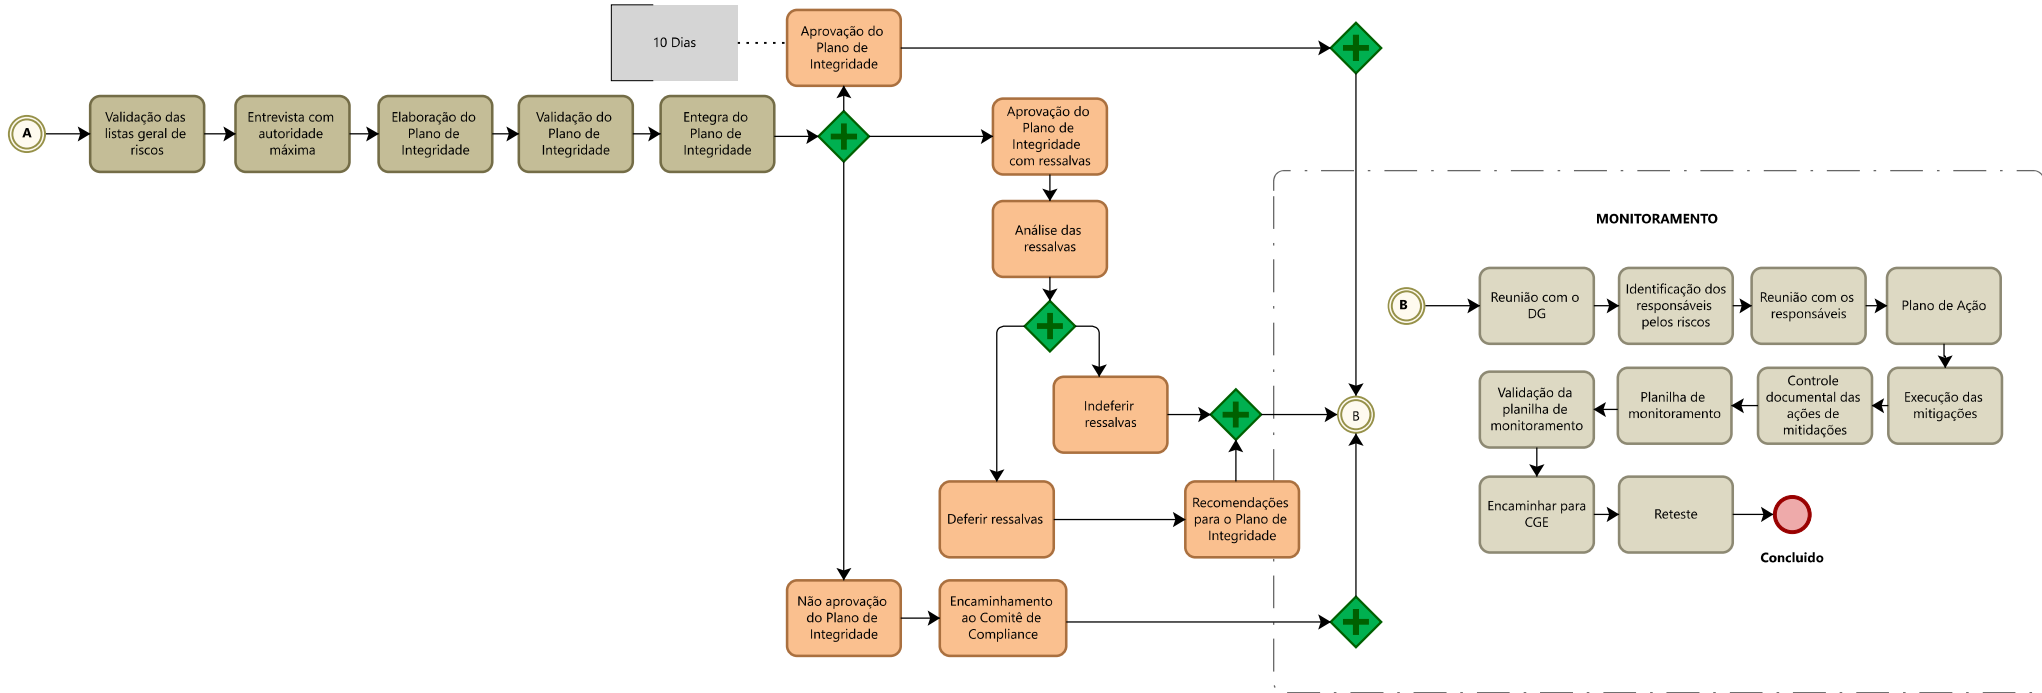 10 Dias
Aprovação do
Plano de
Integridade
A
Validação das
listas geral de
riscos
Entrevista com
autoridade
máxima
Elaboração do
Plano de
Integridade
Validação do
Plano de
Integridade
Entegra do
Plano de
Integridade
Aprovação do
Plano de
Integridade
com ressalvas
Análise das
ressalvas
Indeferir
ressalvas
Deferir ressalvas
Recomendações
para o Plano de
Integridade
Não aprovação
do Plano de
Integridade
Encaminhamento
ao Comitê de
Compliance
B
MONITORAMENTO
B
Reunião com o
DG
Identificação dos
responsáveis
pelos riscos
Reunião com os
responsáveis
Plano de Ação
Execução das
mitigações
Controle
documental das
ações de
mitidações
Planilha de
monitoramento
Validação da
planilha de
monitoramento
Encaminhar para
CGE
Reteste
Concluido